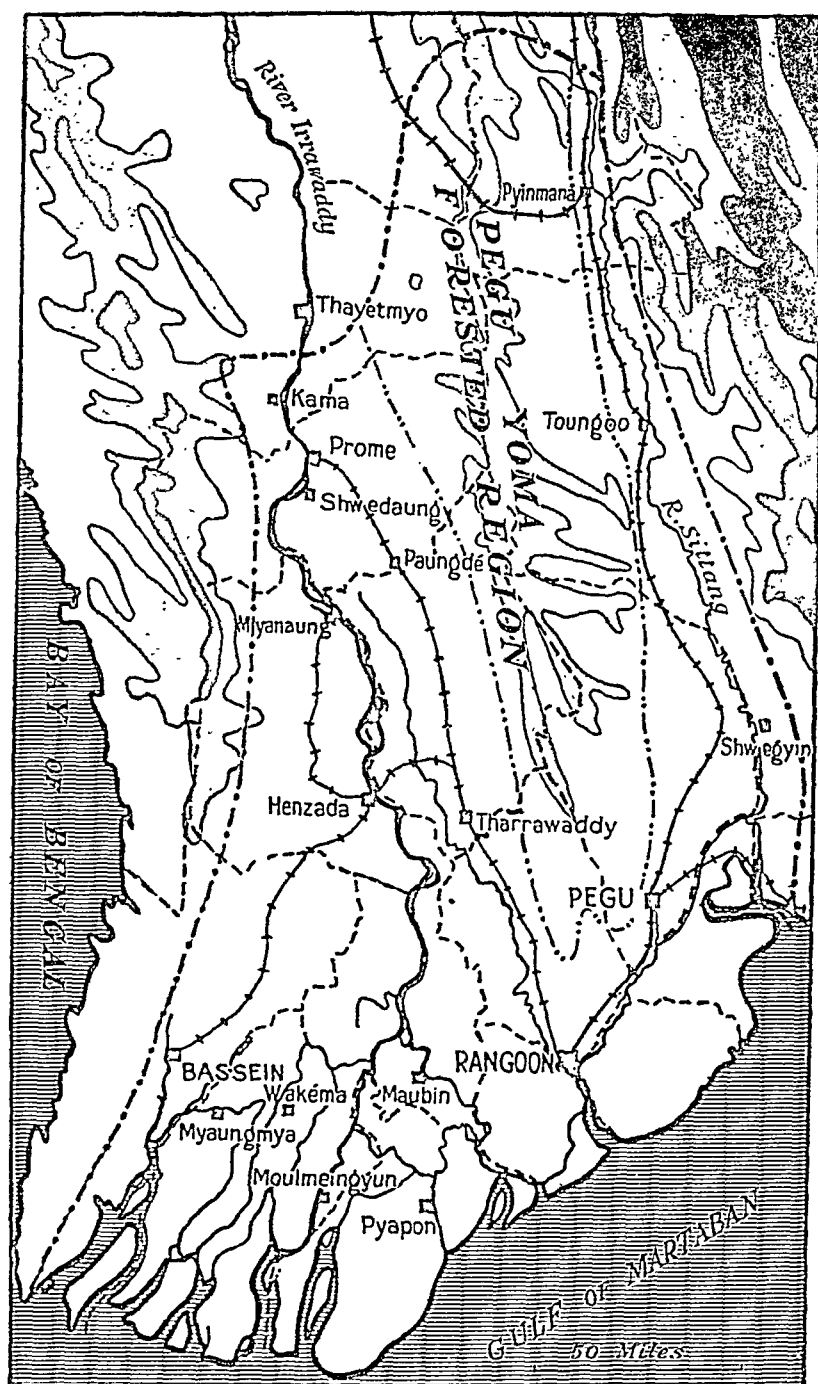 River Irrawaddy
Pyinmana
PEGU YOMA
FORESTED REGION
Thayetmyo
Kama
Toungoo
Prome
Shwedaung
R. Sittang
Paungdé
Myanaung
Shwegyin
BAY OF BENGAL
Henzada
Tharrawaddy
PEGU
RANGOON
BASSEIN
Wakéma
Maubin
Myaungmya
Moulmeingyun
Pyapon
GULF OF MARTABAN
50 Miles